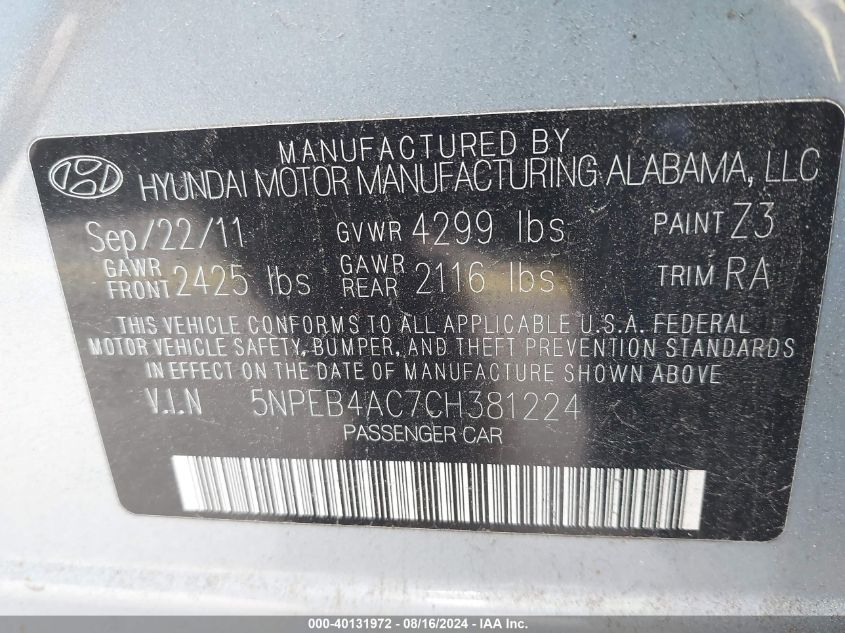 MANUFACTURED BY
HYUNDAI MOTOR MANUFACTURING ALABAMA, LLC
Sep/22/11 GVWR 4299 lbs PAINT Z3
GAWR FRONT 2425 lbs GAWR REAR 2116 lbs TRIM RA
THIS VEHICLE CONFORMS TO ALL APPLICABLE U.S.A. FEDERAL
MOTOR VEHICLE SAFETY, BUMPER, AND THEFT PREVENTION STANDARDS
IN EFFECT ON THE DATE OF MANUFACTURE SHOWN ABOVE
V.I.N 5NPEB4AC7CH381224
PASSENGER CAR
000-40131972 - 08/16/2024 - IAA Inc.